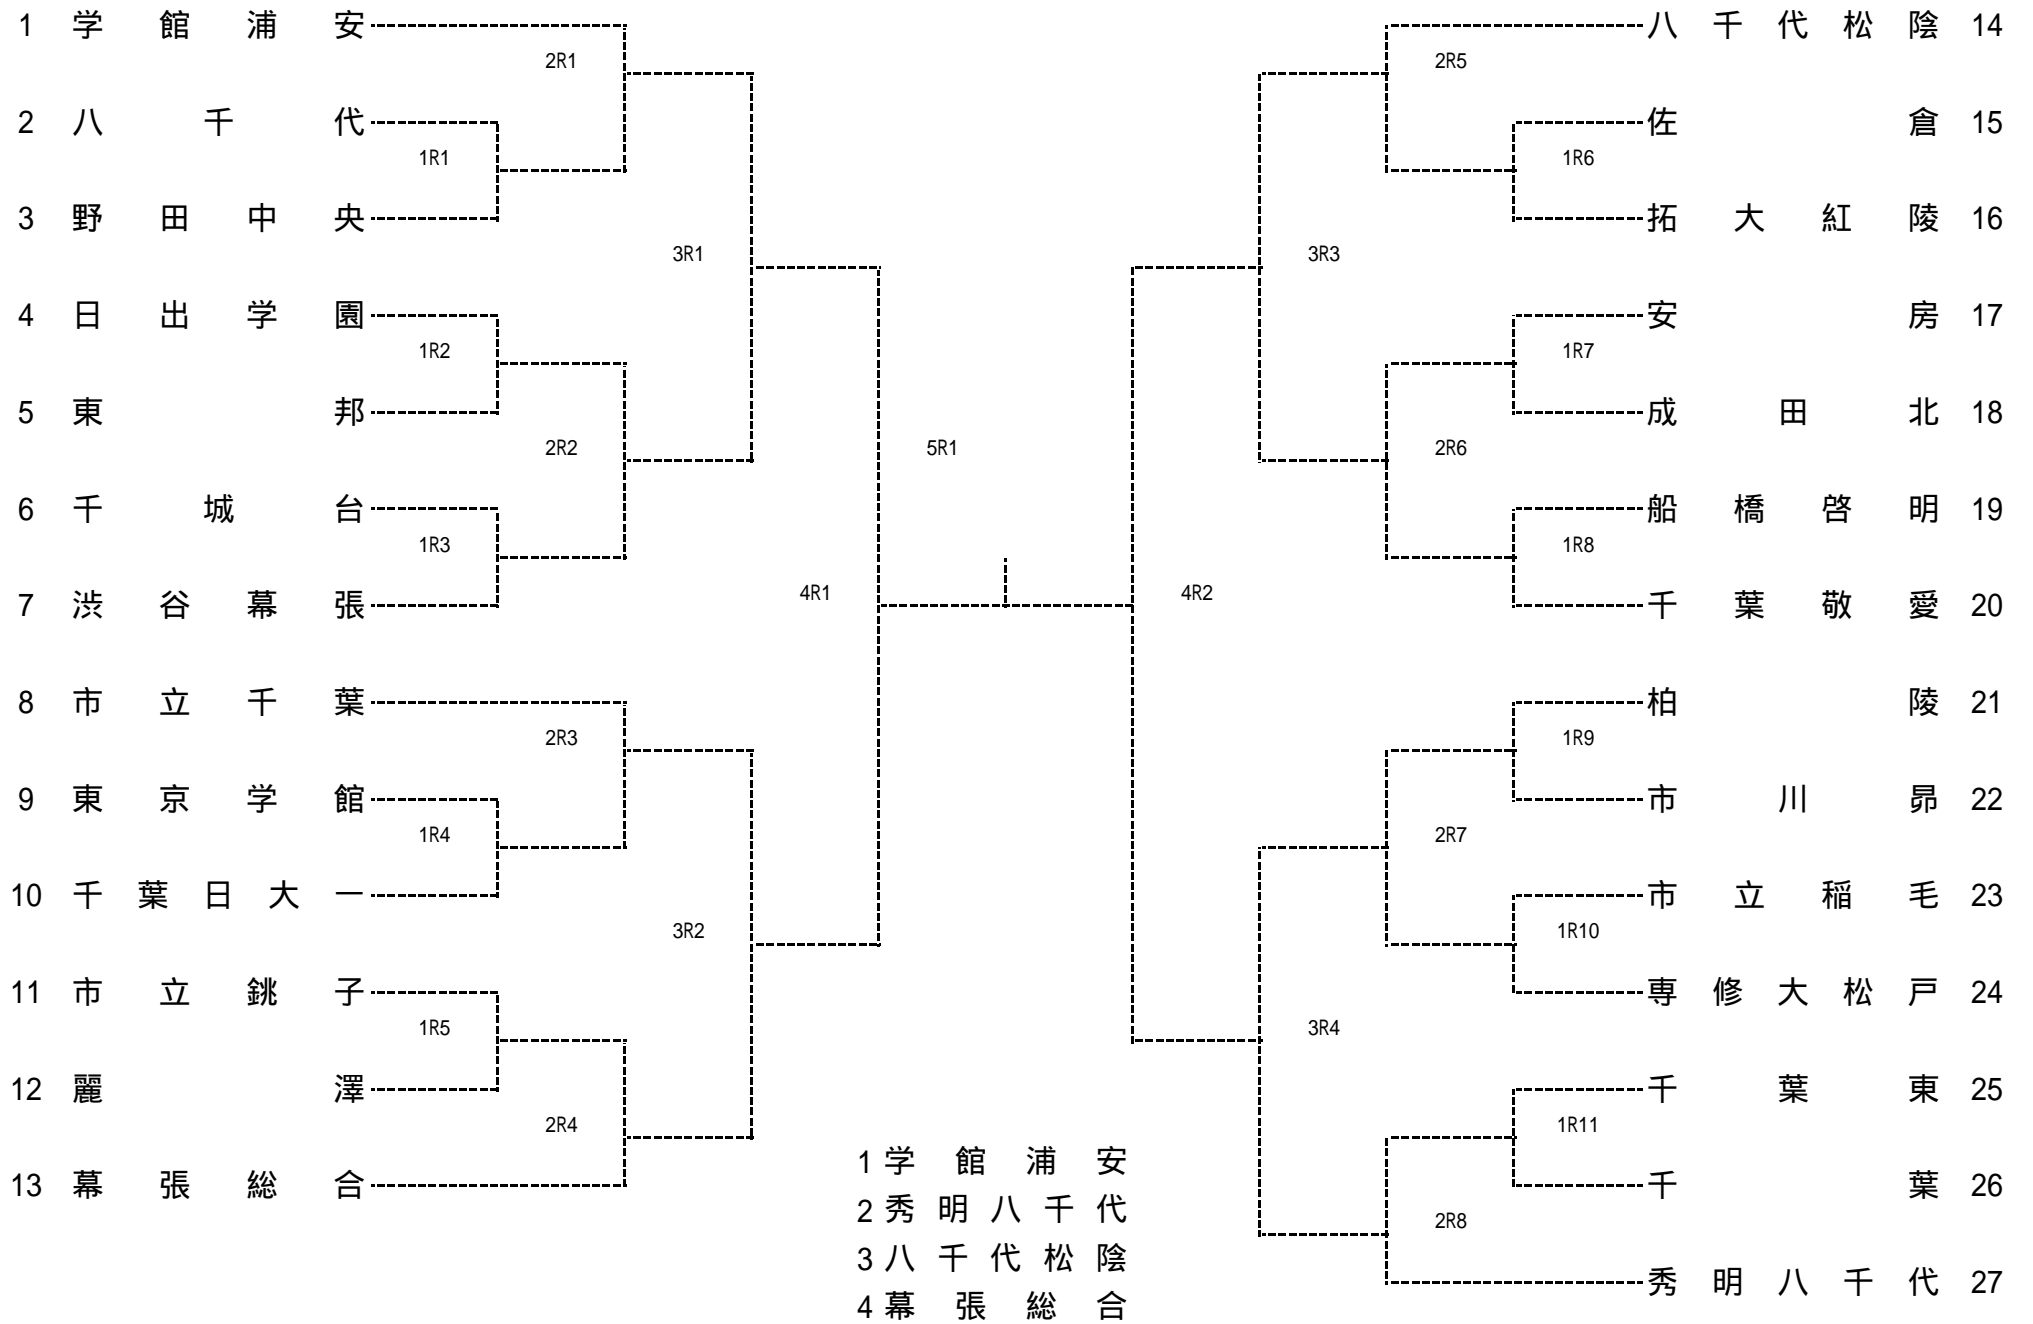 1 学館浦安
2R1
2 八千代
1R1
3 野田中央
3R1
4 日出学園
1R2
5 東邦
2R2
6 千城台
1R3
7 渋谷幕張
4R1
8 市立千葉
2R3
9 東京学館
1R4
10 千葉日大一
3R2
11 市立銚子
1R5
12 麗澤
2R4
13 幕張総合
5R1
八千代松陰 14
2R5
佐倉 15
1R6
拓大紅陵 16
3R3
安房 17
1R7
成田北 18
2R6
船橋啓明 19
1R8
千葉敬愛 20
4R2
柏陵 21
1R9
市川昴 22
2R7
市立稲毛 23
1R10
専修大松戸 24
3R4
千葉東 25
1R11
千葉 26
2R8
秀明八千代 27
1 学館浦安
2 秀明八千代
3 八千代松陰
4 幕張総合